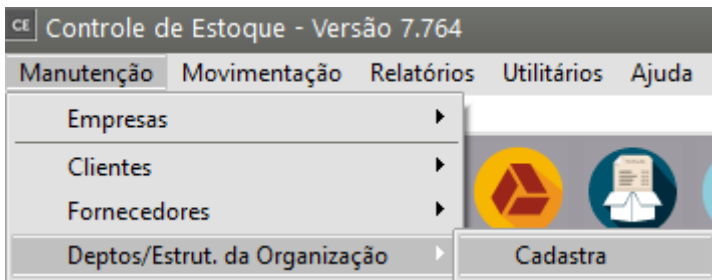 CE Controle de Estoque - Versão 7.764
Manutenção Movimentação Relatórios Utilitários Ajuda
Empresas
Clientes
Fornecedores
Deptos/Estrut. da Organização Cadastra